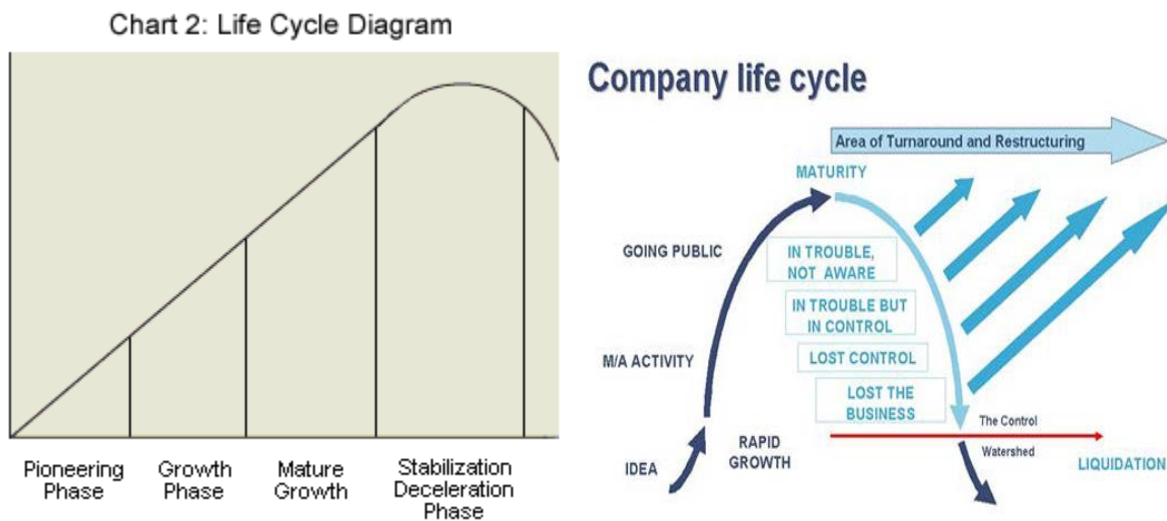 Chart 2: Life Cycle Diagram
Pioneering
Phase
Growth
Phase
Mature
Growth
Stabilization
Deceleration
Phase
Company life cycle
Area of Turnaround and Restructuring
MATURITY
GOING PUBLIC
IN TROUBLE,
NOT AWARE
IN TROUBLE BUT
IN CONTROL
M/A ACTIVITY
LOST CONTROL
LOST THE
BUSINESS
The Control
Watershed
RAPID
GROWTH
IDEA
LIQUIDATION